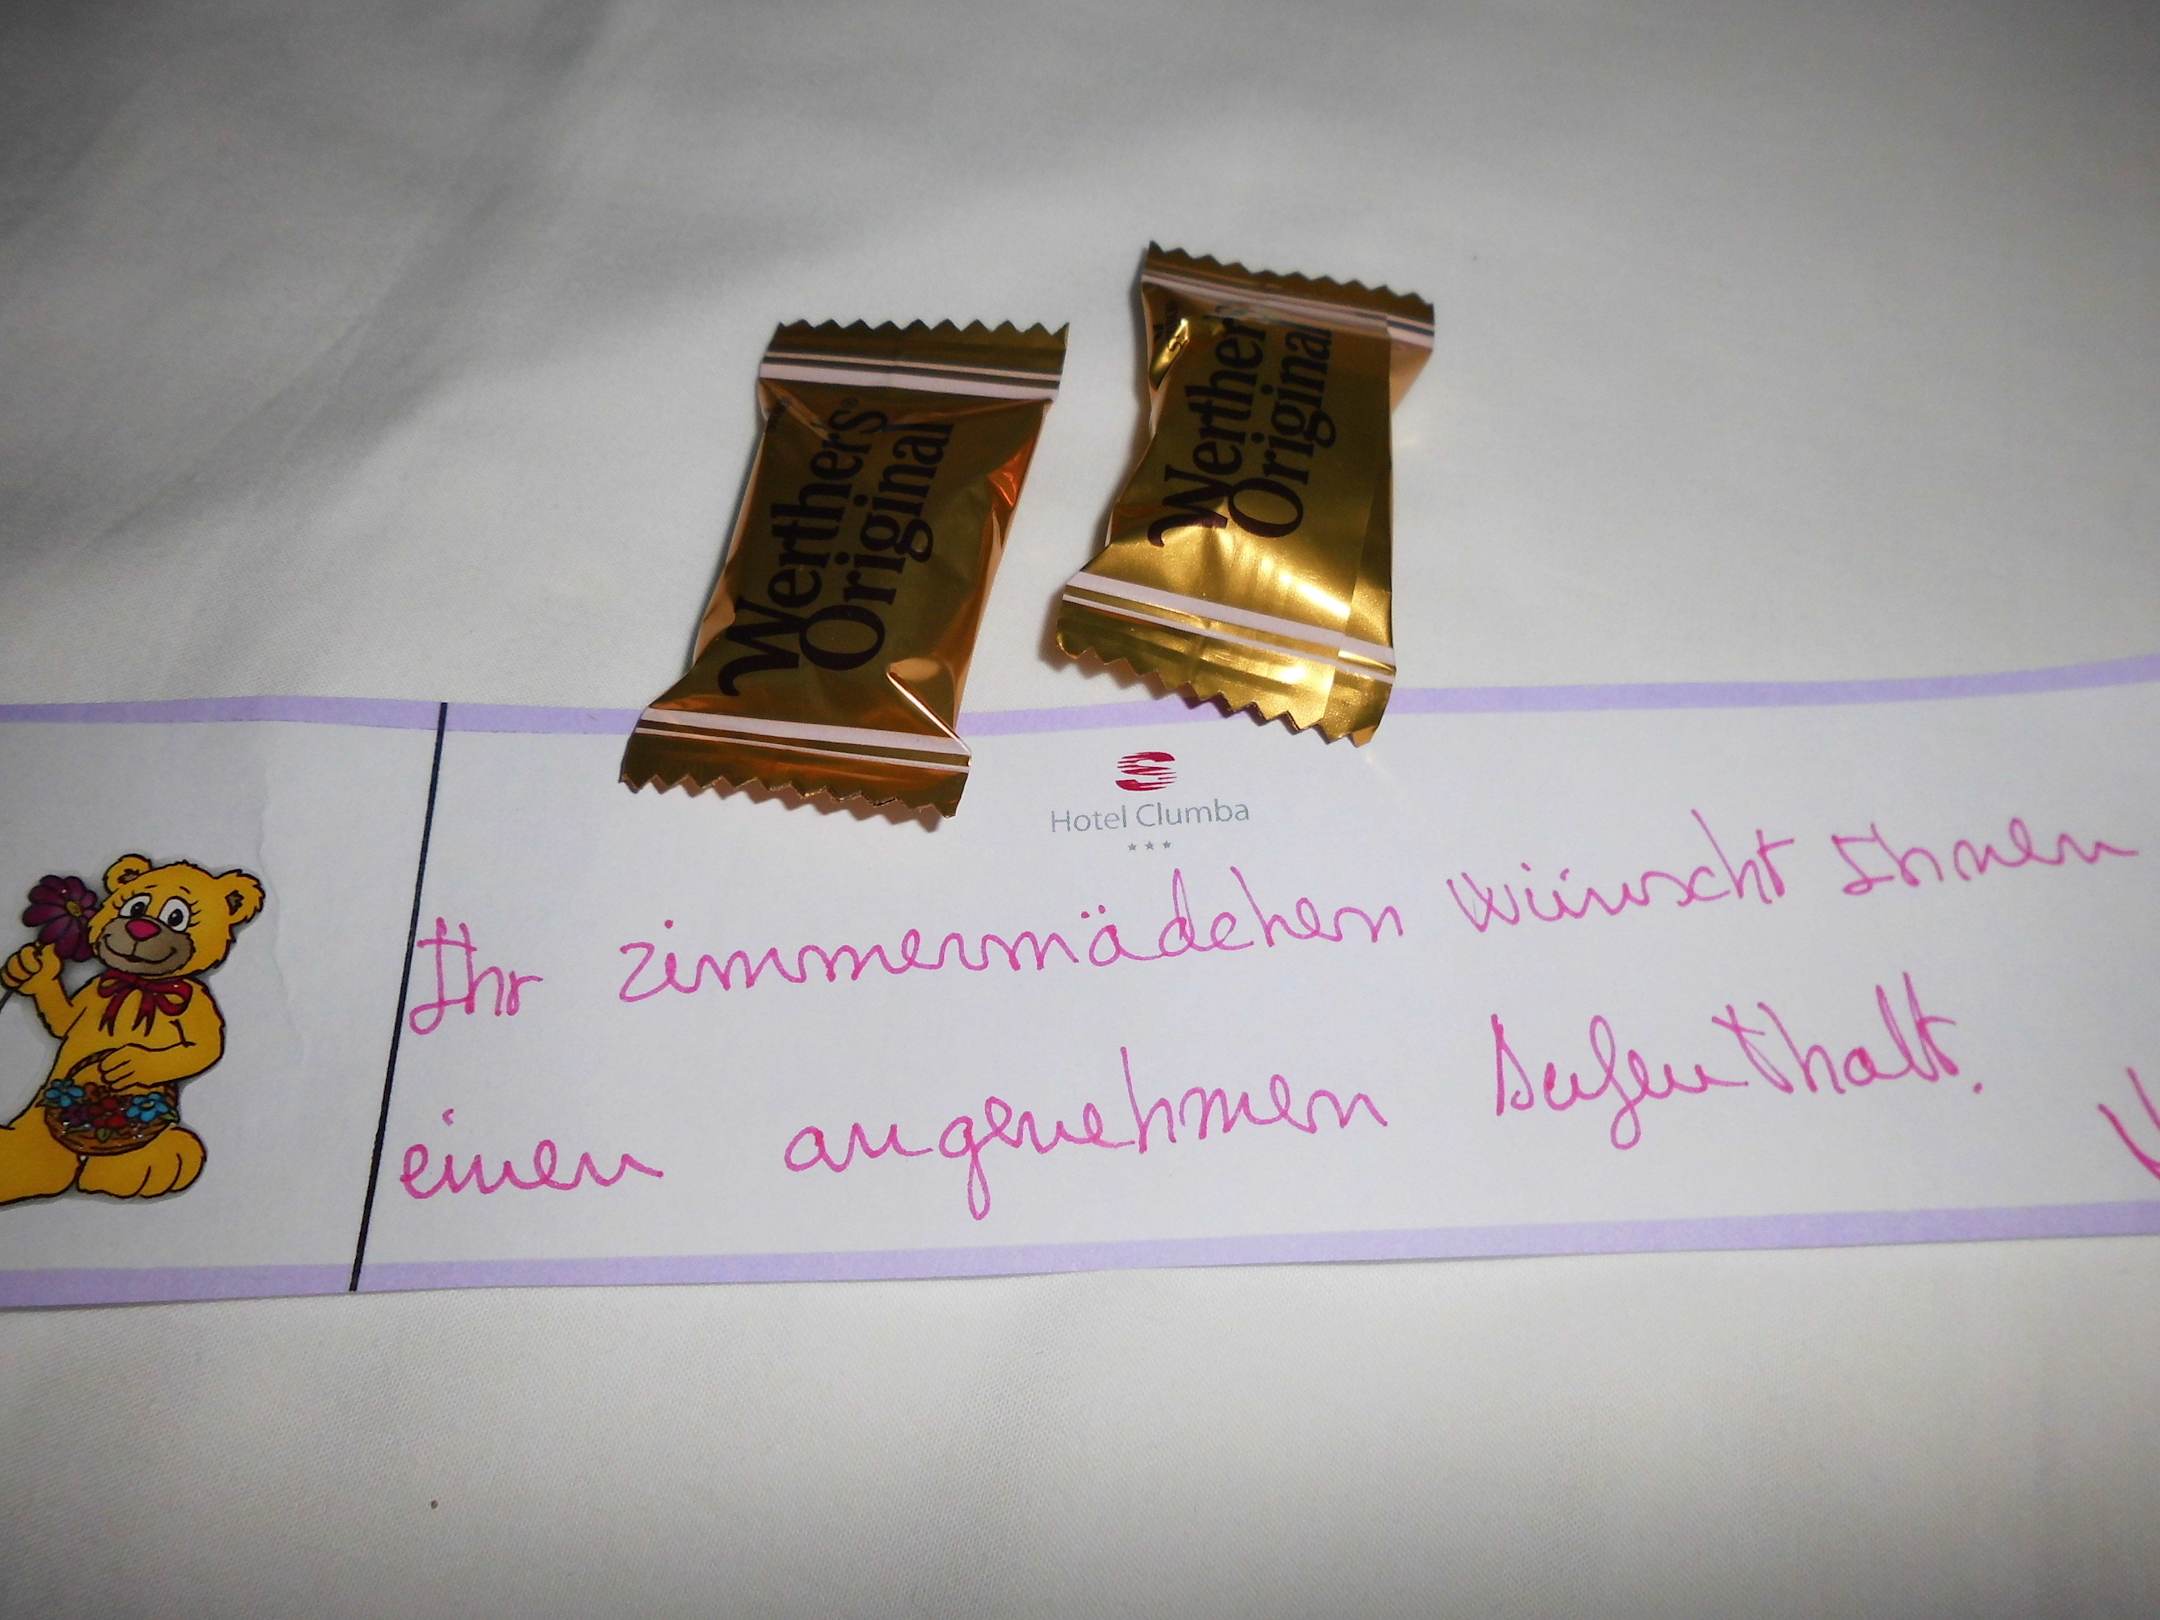 Werther's
Original
Werther's
Original
Hotel Clumba
Ihr zimmermädchen wünscht Ihnen
einen angenehmen Aufenthalt.